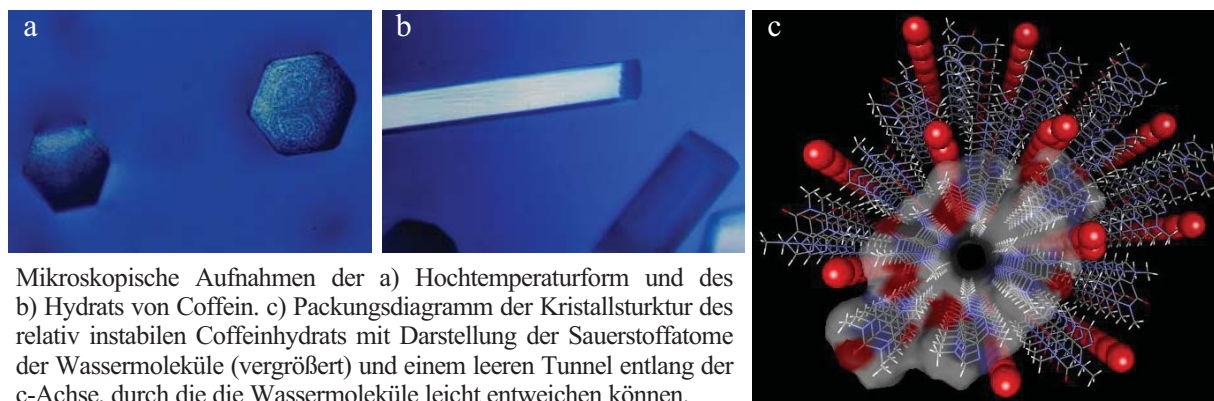 a
b
c
Mikroskopische Aufnahmen der a) Hochtemperaturform und des
b) Hydrats von Coffein. c) Packungsdiagramm der Kristallsturktur des
relativ instabilen Coffeinhydrats mit Darstellung der Sauerstoffatome
der Wassermoleküle (vergrößert) und einem leeren Tunnel entlang der
c-Achse, durch die die Wassermoleküle leicht entweichen können.